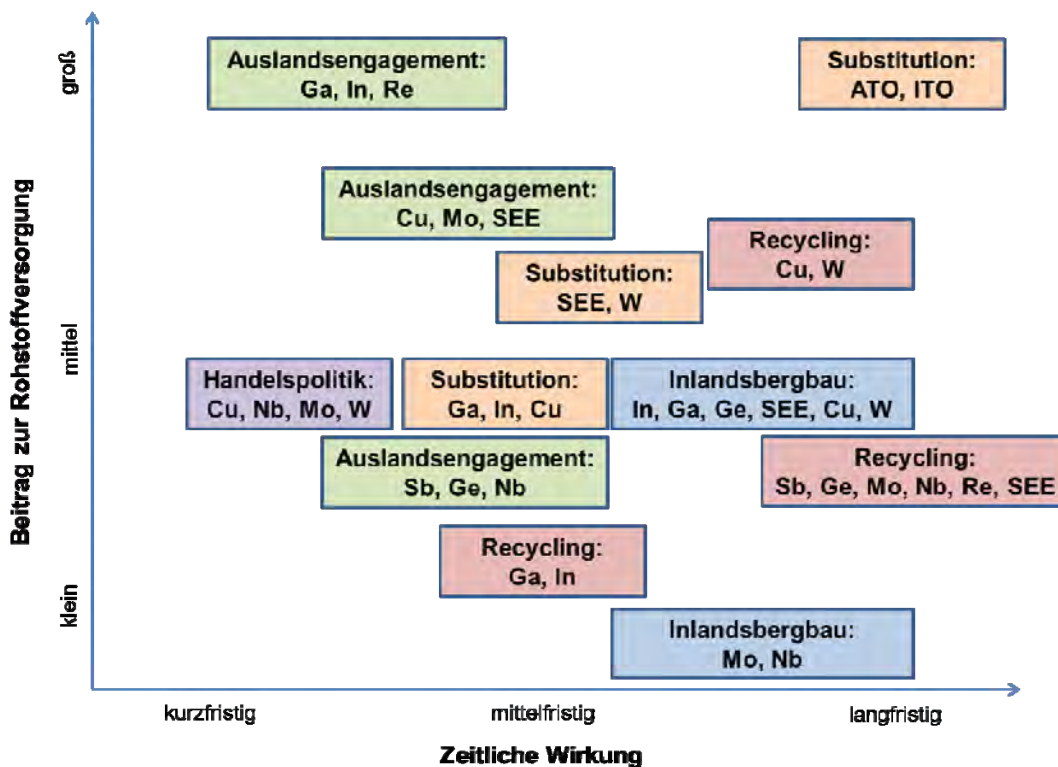 Beitrag zur Rohstoffversorgung
groß
mittel
klein
Auslandsengagement:
Ga, In, Re
Substitution:
ATO, ITO
Auslandsengagement:
Cu, Mo, SEE
Recycling:
Cu, W
Substitution:
SEE, W
Handelspolitik:
Cu, Nb, Mo, W
Substitution:
Ga, In, Cu
Inlandsbergbau:
In, Ga, Ge, SEE, Cu, W
Auslandsengagement:
Sb, Ge, Nb
Recycling:
Sb, Ge, Mo, Nb, Re, SEE
Recycling:
Ga, In
Inlandsbergbau:
Mo, Nb
kurzfristig
mittelfristig
langfristig
Zeitliche Wirkung